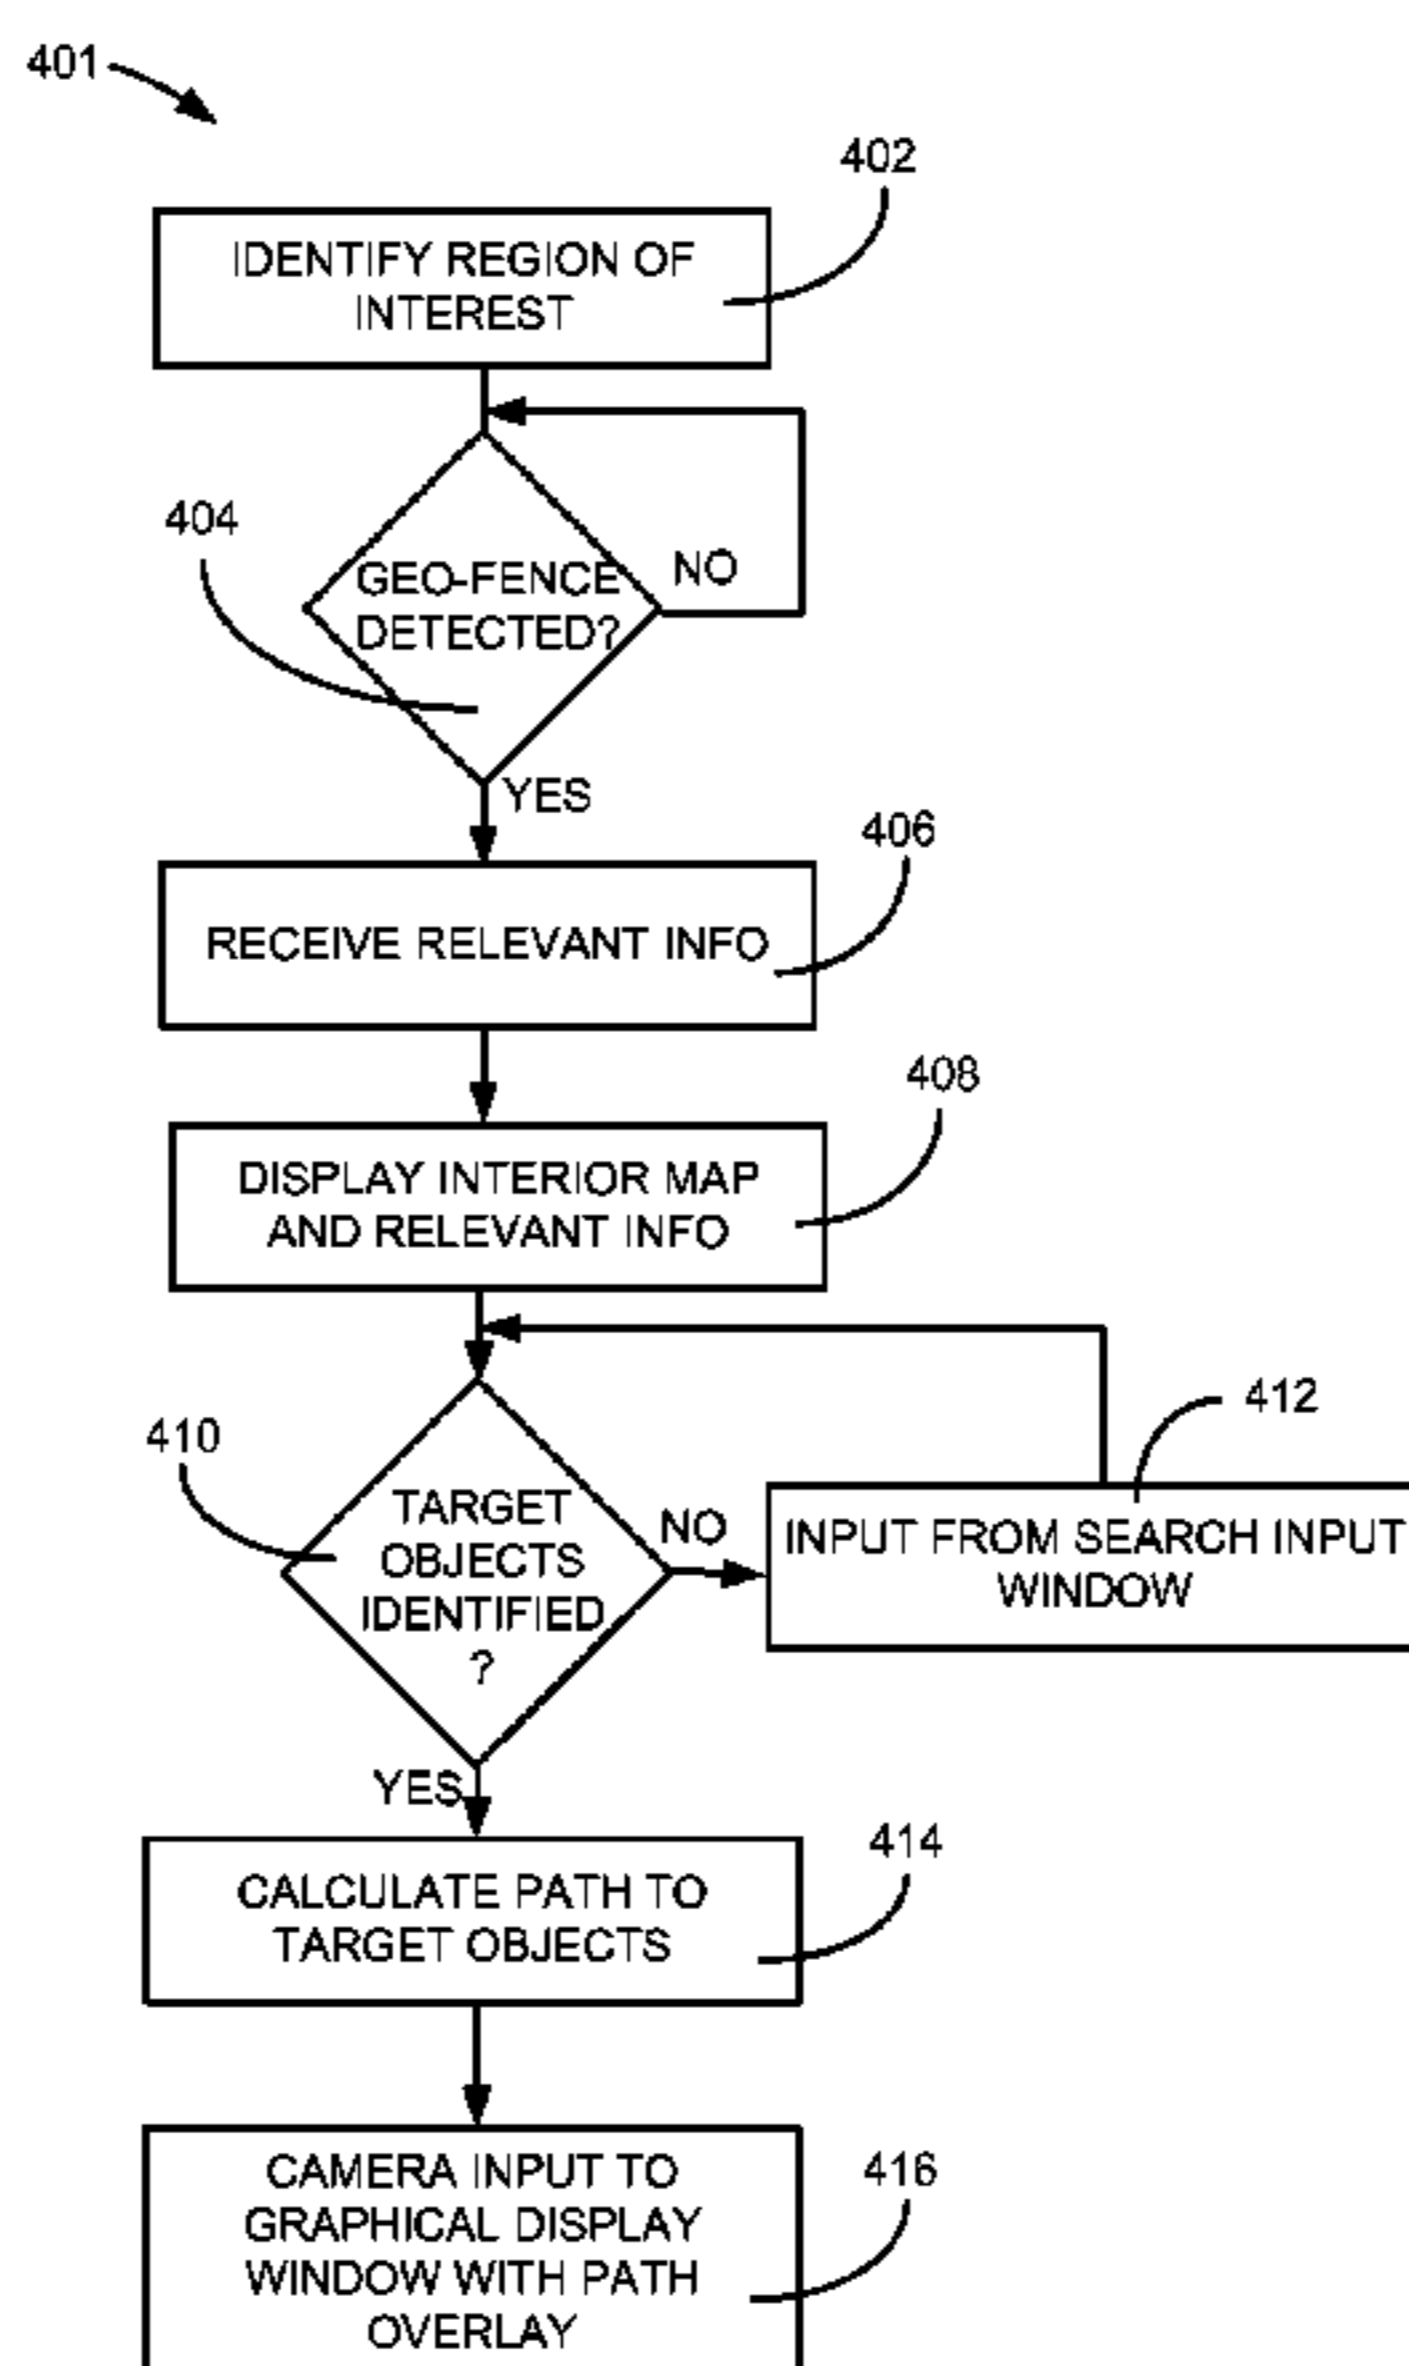 401
402
IDENTIFY REGION OF
INTEREST
404
GEO-FENCE
DETECTED?
NO
YES
406
RECEIVE RELEVANT INFO
408
DISPLAY INTERIOR MAP
AND RELEVANT INFO
410
TARGET
OBJECTS
IDENTIFIED
?
NO
412
INPUT FROM SEARCH INPUT
WINDOW
YES
414
CALCULATE PATH TO
TARGET OBJECTS
416
CAMERA INPUT TO
GRAPHICAL DISPLAY
WINDOW WITH PATH
OVERLAY